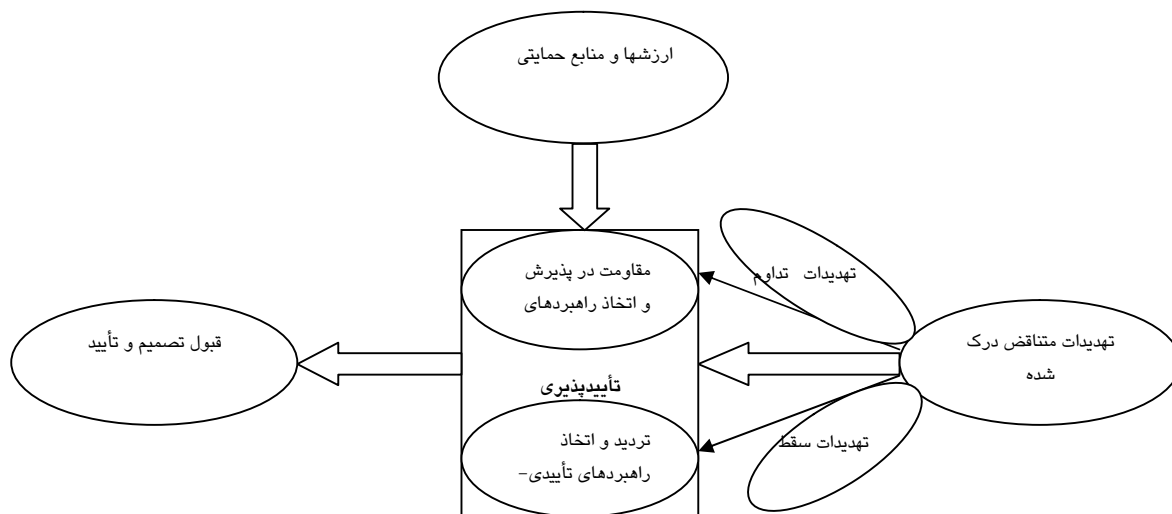 ارزشها و منابع حمایتی
مقاومت در پذیرش
و اتخاذ راهبردهای
تهدیدات تداوم
تهدیدات متناقض درک
شده
قبول تصمیم و تأیید
تأییدپذیری
تردید و اتخاذ
راهبردهای تأییدی-
تهدیدات سقط